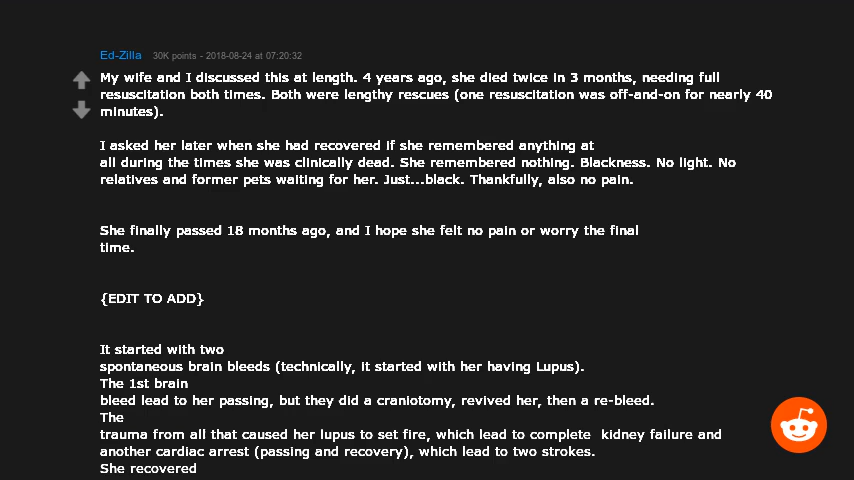 Ed-Zilla 30K points - 2018-08-24 at 07:20:32
My wife and I discussed this at length. 4 years ago, she died twice in 3 months, needing full
resuscitation both times. Both were lengthy rescues (one resuscitation was off-and-on for nearly 40
minutes).
I asked her later when she had recovered if she remembered anything at
all during the times she was clinically dead. She remembered nothing. Blackness. No light. No
relatives and former pets waiting for her. Just...black. Thankfully, also no pain.
She finally passed 18 months ago, and I hope she felt no pain or worry the final
time.
{EDIT TO ADD}
It started with two
spontaneous brain bleeds (technically, it started with her having Lupus).
The 1st brain
bleed lead to her passing, but they did a craniotomy, revived her, then a re-bleed.
The
trauma from all that caused her lupus to set fire, which lead to complete  kidney failure and
another cardiac arrest (passing and recovery), which lead to two strokes.
She recovered